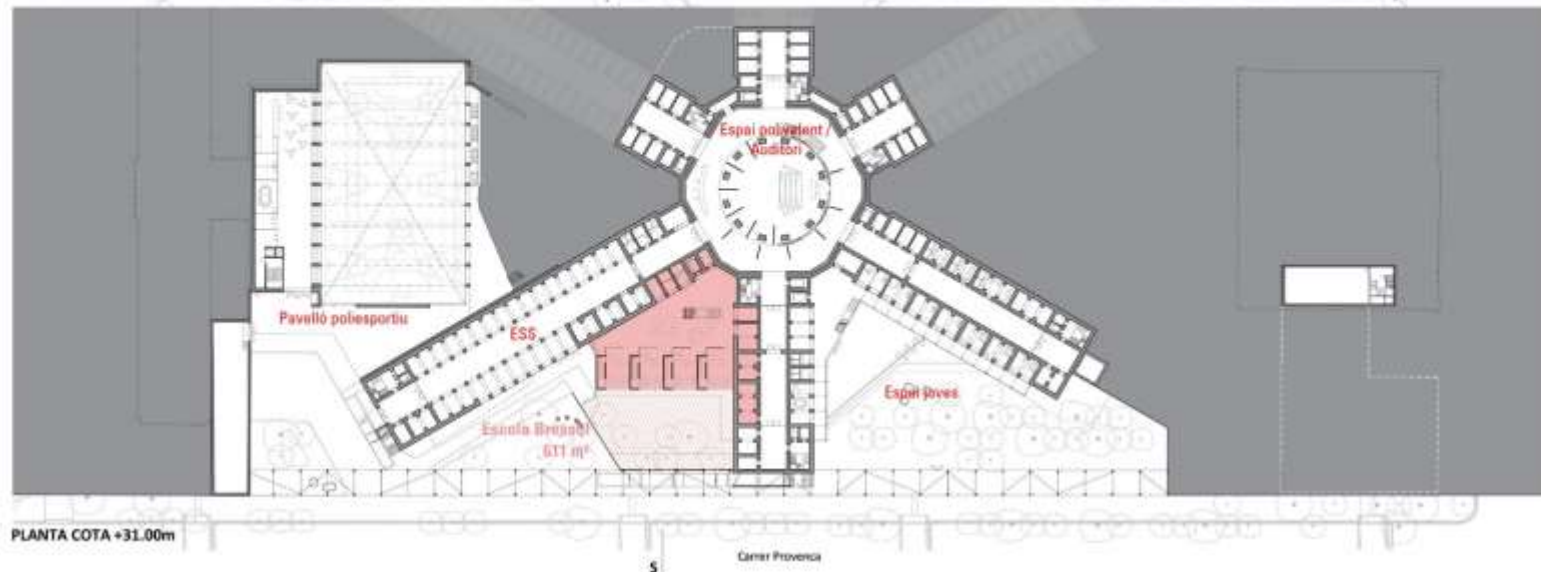 Espai polivalent /
Auditori
Pavelló poliesportiu
ESS
Espai joves
Escola Bressol
611 m²
PLANTA COTA +31.00m
Carrer Provença
S